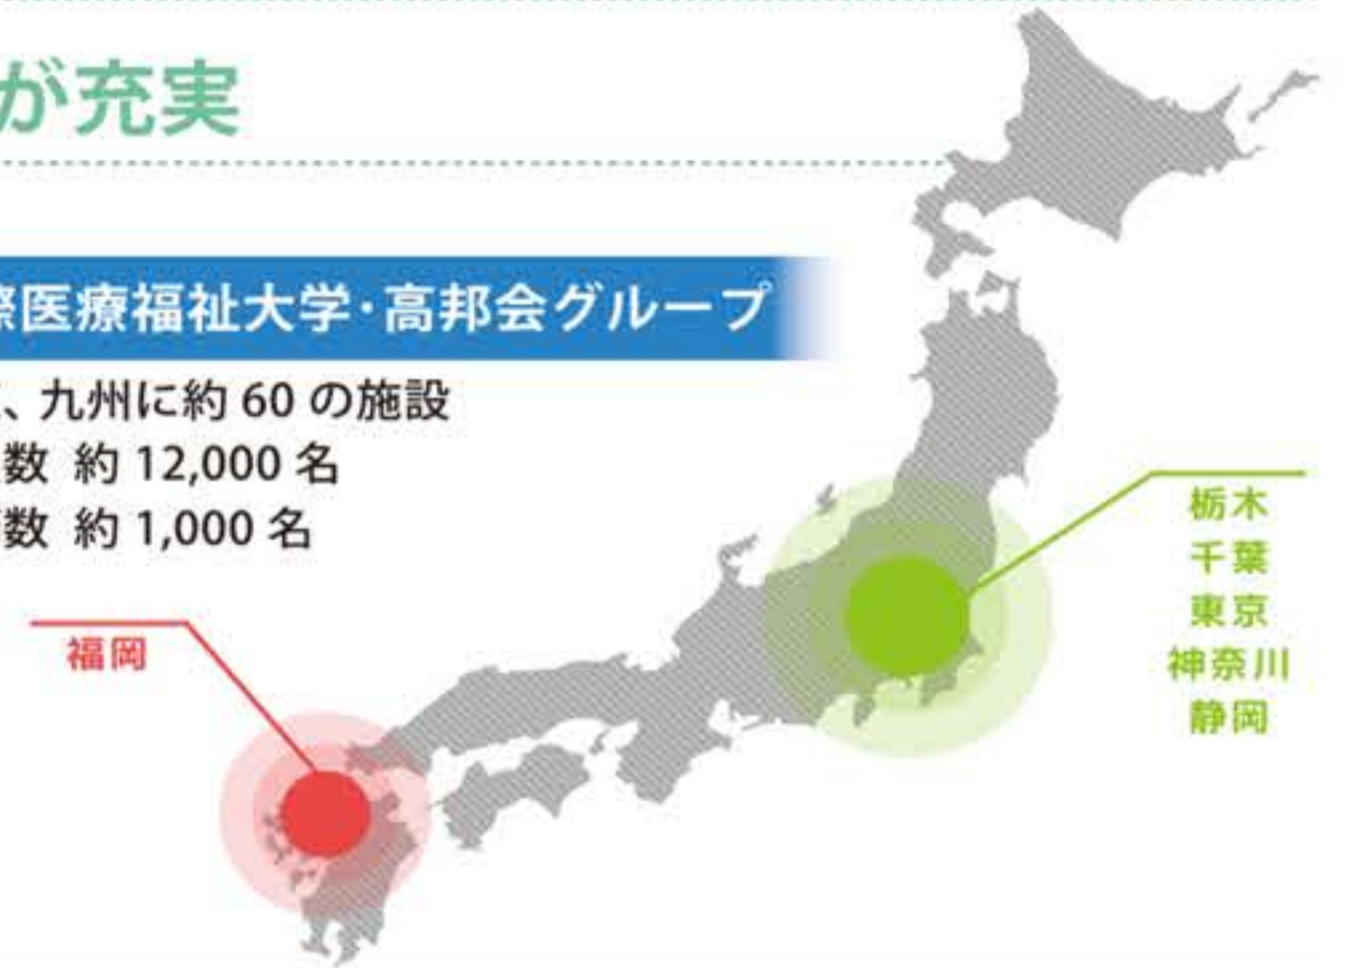 が充実
際医療福祉大学・高邦会グループ
、九州に約 60 の施設
数 約 12,000 名
数 約 1,000 名
福岡
栃木
千葉
東京
神奈川
静岡